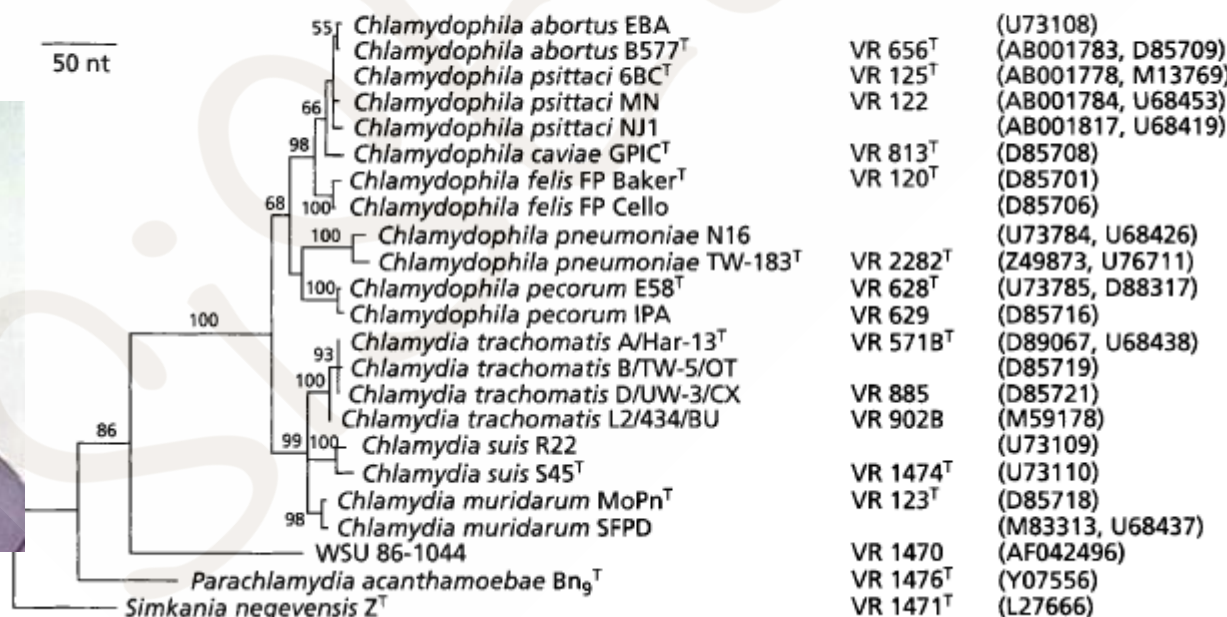 50 nt
55 Chlamydophila abortus EBA (U73108)
Chlamydophila abortus B577ᵀ VR 656ᵀ (AB001783, D85709)
Chlamydophila psittaci 6BCᵀ VR 125ᵀ (AB001778, M13769)
66 Chlamydophila psittaci MN VR 122 (AB001784, U68453)
Chlamydophila psittaci NJ1 (AB001817, U68419)
98 Chlamydophila caviae GPICᵀ VR 813ᵀ (D85708)
Chlamydophila felis FP Bakerᵀ VR 120ᵀ (D85701)
68 100 Chlamydophila felis FP Cello (D85706)
100 Chlamydophila pneumoniae N16 (U73784, U68426)
Chlamydophila pneumoniae TW-183ᵀ VR 2282ᵀ (Z49873, U76711)
100 Chlamydophila pecorum E58ᵀ VR 628ᵀ (U73785, D88317)
100 Chlamydophila pecorum IPA VR 629 (D85716)
93 Chlamydia trachomatis A/Har-13ᵀ VR 571Bᵀ (D89067, U68438)
Chlamydia trachomatis B/TW-5/OT (D85719)
100 Chlamydia trachomatis D/UW-3/CX VR 885 (D85721)
Chlamydia trachomatis L2/434/BU VR 902B (M59178)
86 99 100 Chlamydia suis R22 (U73109)
Chlamydia suis S45ᵀ VR 1474ᵀ (U73110)
Chlamydia muridarum MoPnᵀ VR 123ᵀ (D85718)
98 Chlamydia muridarum SFPD (M83313, U68437)
WSU 86-1044 VR 1470 (AF042496)
Parachlamydia acanthamoebae Bn₉ᵀ VR 1476ᵀ (Y07556)
Simkania negevensis Zᵀ VR 1471ᵀ (L27666)